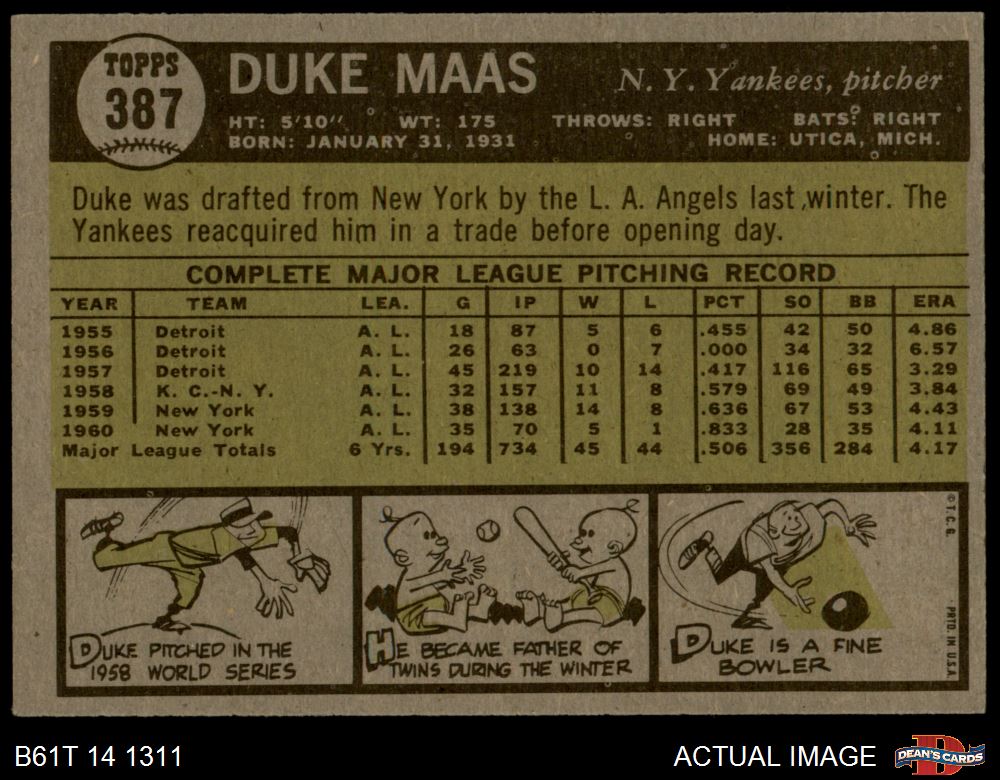 TOPPS
387
DUKE MAAS
N. Y. Yankees, pitcher
HT: 5'10" WT: 175 THROWS: RIGHT BATS: RIGHT
BORN: JANUARY 31, 1931 HOME: UTICA, MICH.
Duke was drafted from New York by the L. A. Angels last winter. The
Yankees reacquired him in a trade before opening day.
COMPLETE MAJOR LEAGUE PITCHING RECORD
YEAR TEAM LEA. G IP W L PCT SO BB ERA
1955 Detroit A. L. 18 87 5 6 .455 42 50 4.86
1956 Detroit A. L. 26 63 0 7 .000 34 32 6.57
1957 Detroit A. L. 45 219 10 14 .417 116 65 3.29
1958 K. C.-N. Y. A. L. 32 157 11 8 .579 69 49 3.84
1959 New York A. L. 38 138 14 8 .636 67 53 4.43
1960 New York A. L. 35 70 5 1 .833 28 35 4.11
Major League Totals 6 Yrs. 194 734 45 44 .506 356 284 4.17
DUKE PITCHED IN THE
1958 WORLD SERIES
HE BECAME FATHER OF
TWINS DURING THE WINTER
DUKE IS A FINE
BOWLER
© T. C. G. PRTD. IN U.S.A.
B61T 14 1311
ACTUAL IMAGE
D
DEAN'S CARDS